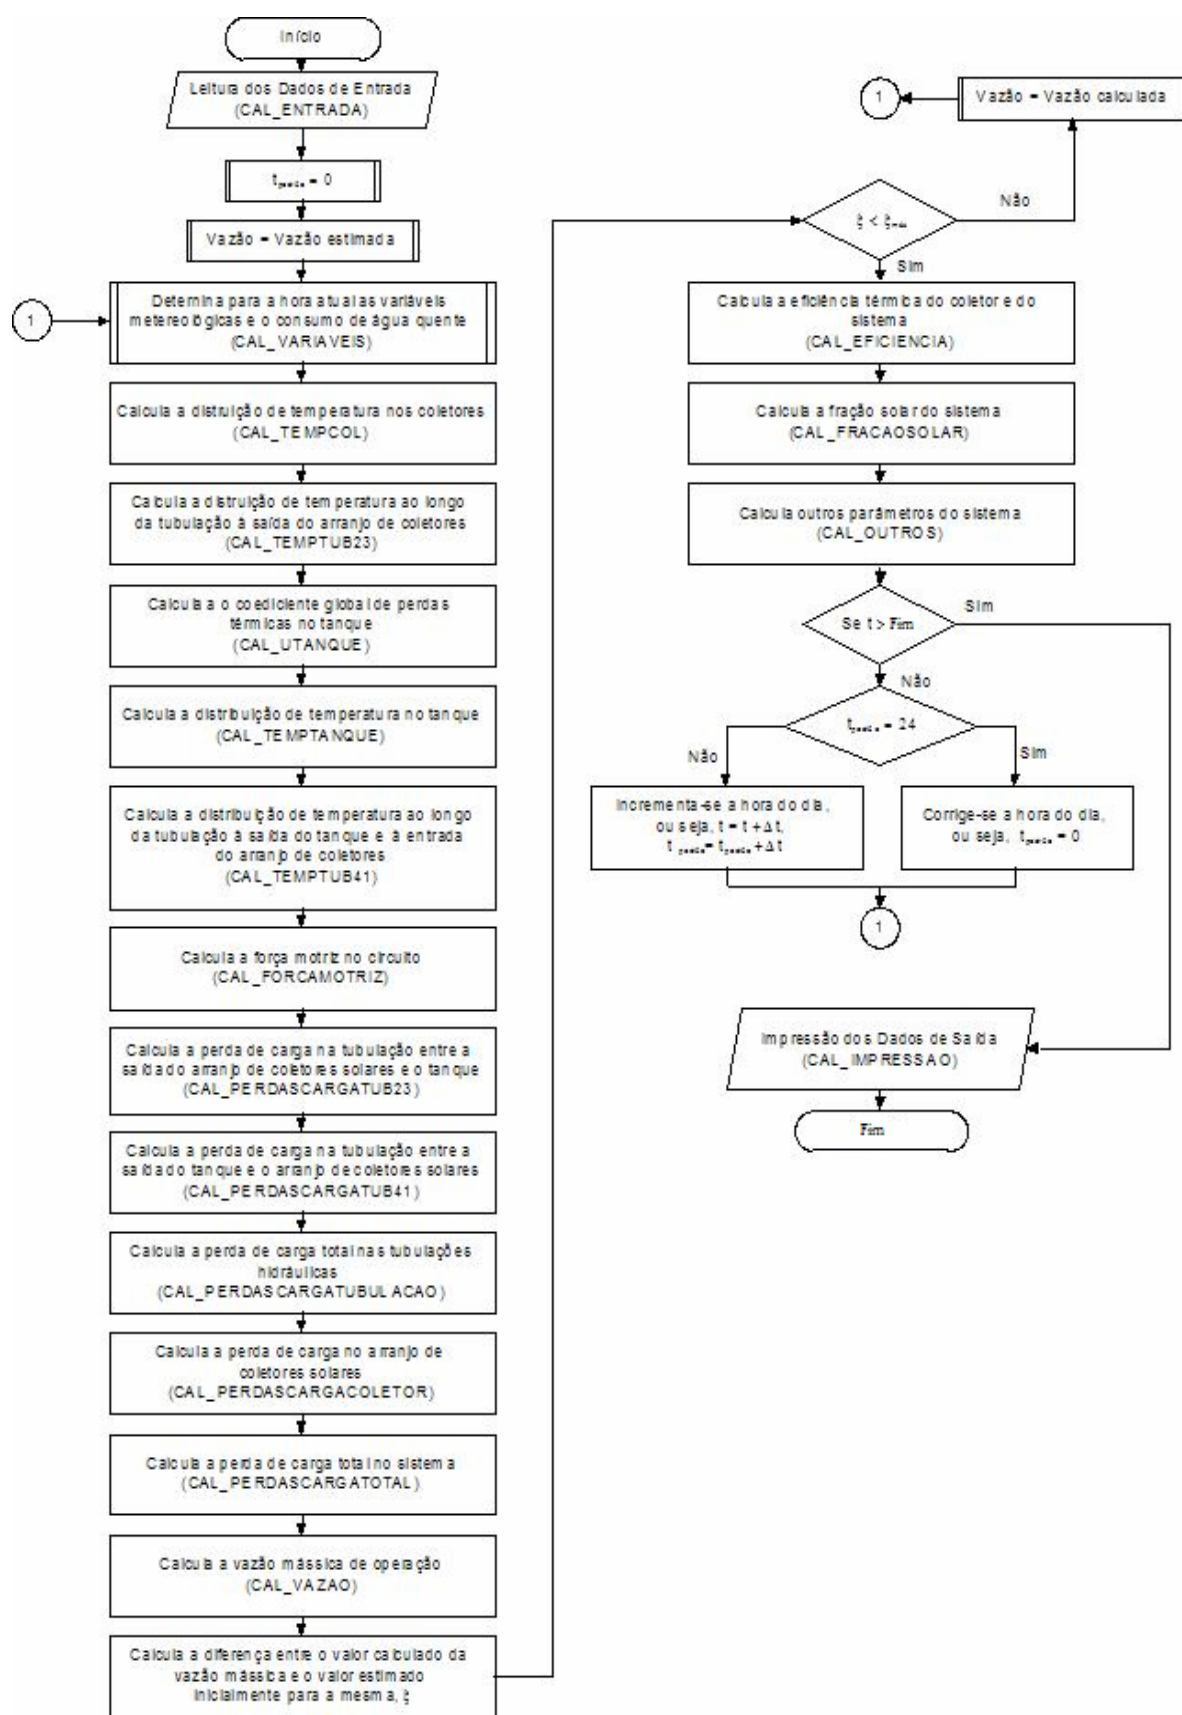 Início
Leitura dos Dados de Entrada
(CAL_ENTRADA)
= 0
Vazão = Vazão estimada
1
Determina para a hora atual as variáveis
metereológicas e o consumo de água quente
(CAL_VARIAVEIS)
Calcula a distruição de temperatura nos coletores
(CAL_TEMPCOL)
Calcula a distruição de temperatura ao longo
da tubulação à saída do arranjo de coletores
(CAL_TEMPTUB23)
Calcula a o coediciente global de perdas
térmicas no tanque
(CAL_UTANQUE)
Calcula a distribuição de temperatura no tanque
(CAL_TEMPTANQUE)
Calcula a distribuição de temperatura ao longo
da tubulação à saída do tanque e à entrada
do arranjo de coletores
(CAL_TEMPTUB41)
Calcula a força motriz no circuito
(CAL_FORCAMOTRIZ)
Calcula a perda de carga na tubulação entre a
saída do arranjo de coletores solares e o tanque
(CAL_PERDASCARGATUB23)
Calcula a perda de carga na tubulação entre a
saída do tanque e o arranjo de coletores solares
(CAL_PERDASCARGATUB41)
Calcula a perda de carga total nas tubulações
hidráulicas
(CAL_PERDASCARGATUBULACAO)
Calcula a perda de carga no arranjo de
coletores solares
(CAL_PERDASCARGACOLETOR)
Calcula a perda de carga total no sistema
(CAL_PERDASCARGATOTAL)
Calcula a vazão mássica de operação
(CAL_VAZAO)
Calcula a diferença entre o valor calculado da
vazão mássica e o valor estimado
inicialmente para a mesma, ξ
1
Vazão = Vazão calculada
Não
ξ < ξ
Sim
Calcula a eficiência térmica do coletor e do
sistema
(CAL_EFICIENCIA)
Calcula a fração solar do sistema
(CAL_FRACAOSOLAR)
Calcula outros parâmetros do sistema
(CAL_OUTROS)
Sim
Se t > Fim
Não
= 24
Não
Sim
Incrementa-se a hora do dia,
ou seja, t = t + Δt,
+ Δt
Corrige-se a hora do dia,
ou seja, = 0
1
Impressão dos Dados de Saída
(CAL_IMPRESSAO)
Fim